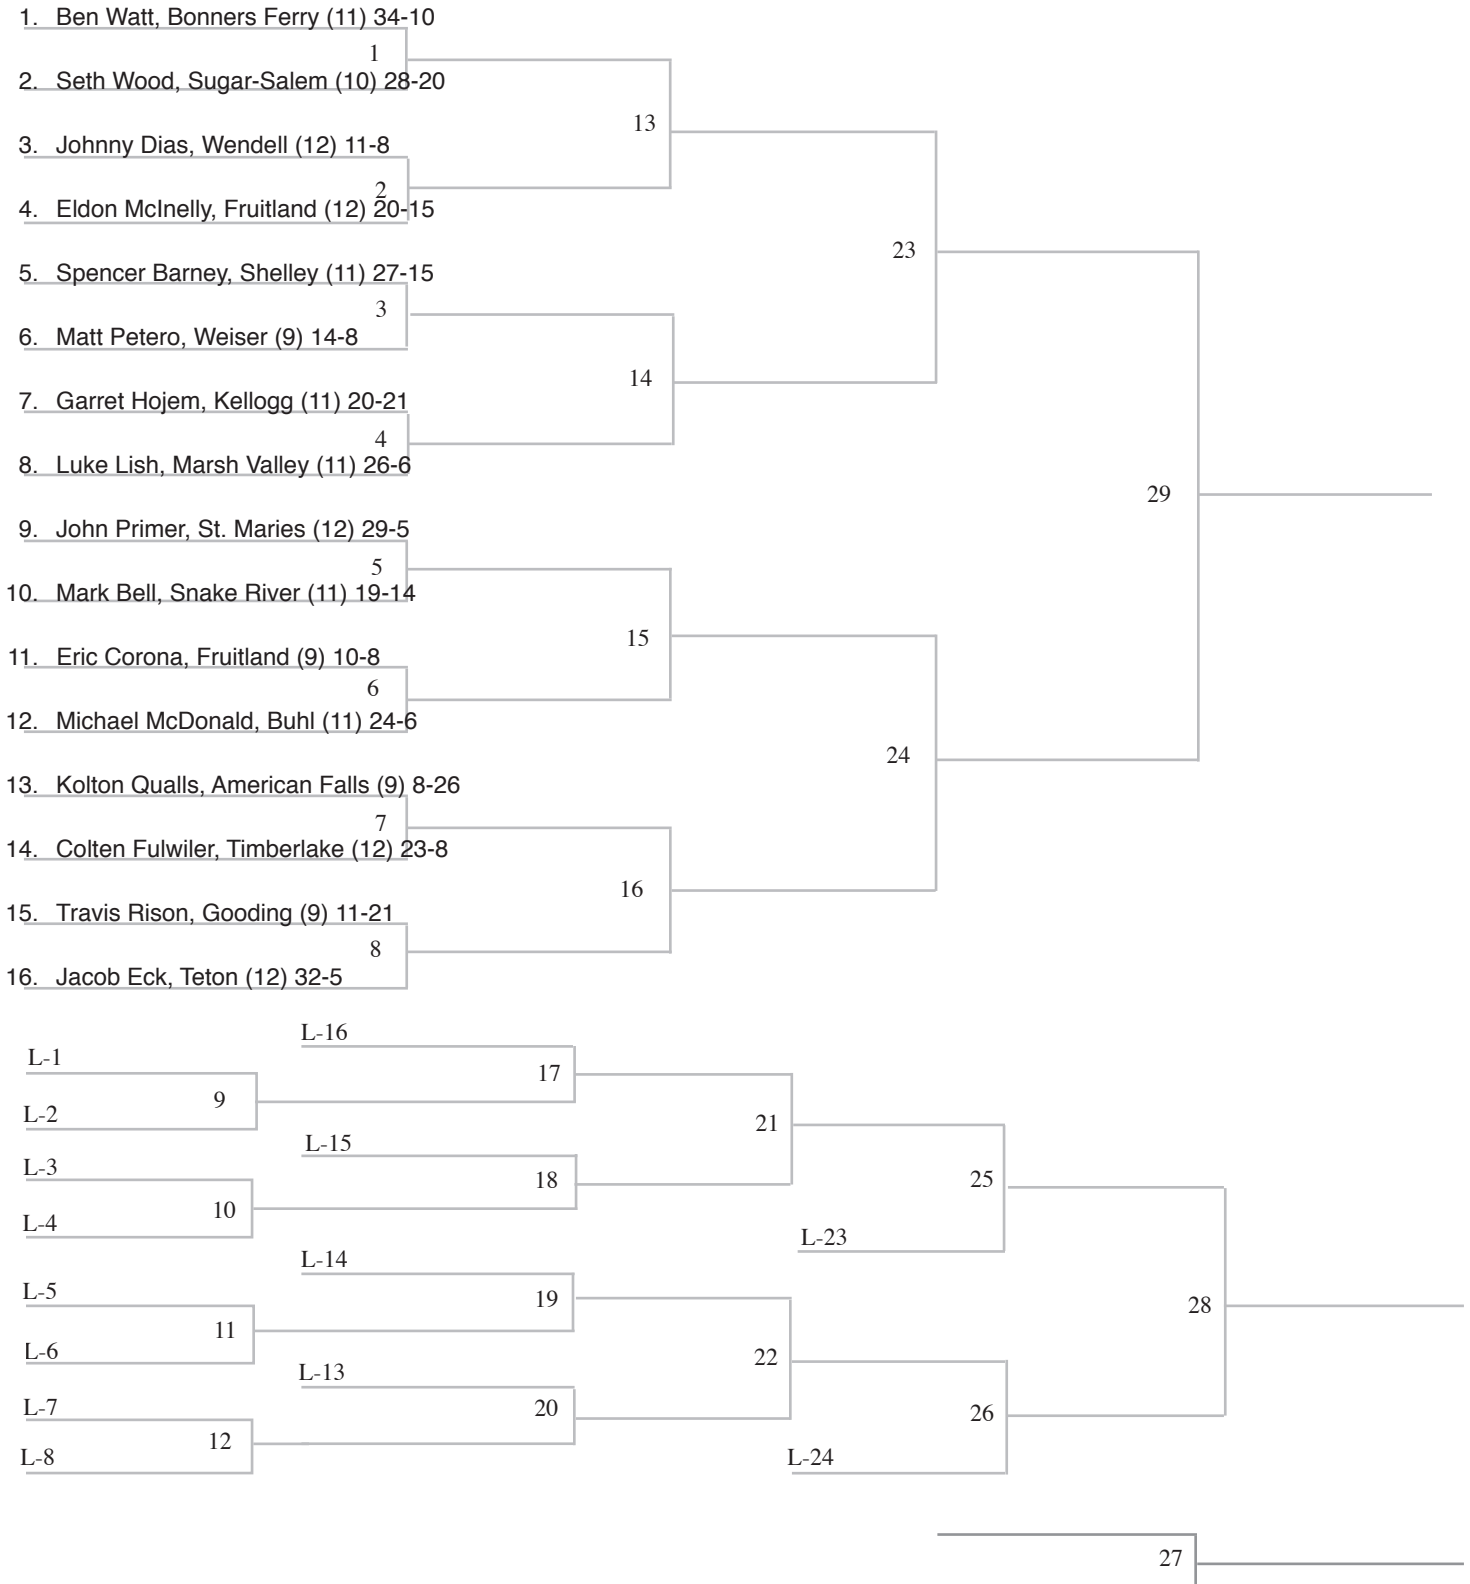 1. Ben Watt, Bonners Ferry (11) 34-10
1
2. Seth Wood, Sugar-Salem (10) 28-20
13
3. Johnny Dias, Wendell (12) 11-8
2
4. Eldon McInelly, Fruitland (12) 20-15
23
5. Spencer Barney, Shelley (11) 27-15
3
6. Matt Petero, Weiser (9) 14-8
14
7. Garret Hojem, Kellogg (11) 20-21
4
8. Luke Lish, Marsh Valley (11) 26-6
29
9. John Primer, St. Maries (12) 29-5
5
10. Mark Bell, Snake River (11) 19-14
15
11. Eric Corona, Fruitland (9) 10-8
6
12. Michael McDonald, Buhl (11) 24-6
24
13. Kolton Qualls, American Falls (9) 8-26
7
14. Colten Fulwiler, Timberlake (12) 23-8
16
15. Travis Rison, Gooding (9) 11-21
8
16. Jacob Eck, Teton (12) 32-5
L-16
L-1
17
9
L-2
21
L-15
L-3
18
25
10
L-4
L-23
L-14
L-5
19
28
11
L-6
22
L-13
L-7
20
26
12
L-8
L-24
27